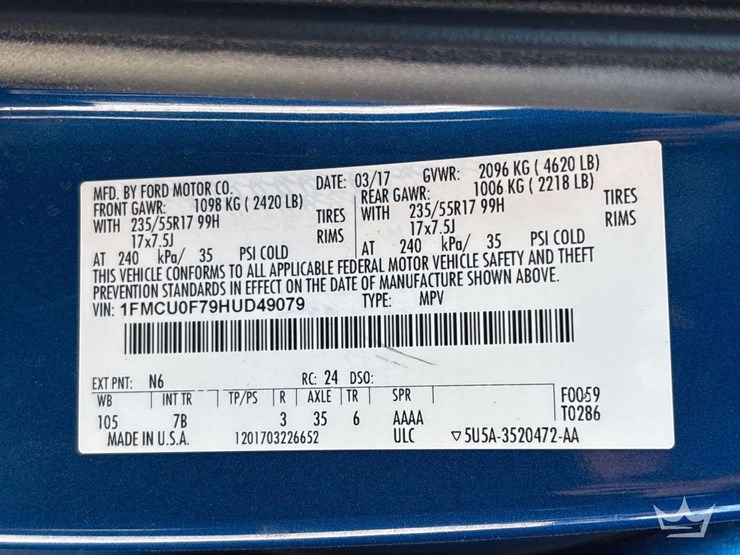 MFD. BY FORD MOTOR CO. DATE: 03/17 GVWR: 2096 KG ( 4620 LB)
FRONT GAWR: 1098 KG ( 2420 LB) REAR GAWR: 1006 KG ( 2218 LB)
WITH 235/55R17 99H TIRES WITH 235/55R17 99H TIRES
17x7.5J RIMS 17x7.5J RIMS
AT 240 kPa/ 35 PSI COLD AT 240 kPa/ 35 PSI COLD
THIS VEHICLE CONFORMS TO ALL APPLICABLE FEDERAL MOTOR VEHICLE SAFETY AND THEFT
PREVENTION STANDARDS IN EFFECT ON THE DATE OF MANUFACTURE SHOWN ABOVE.
VIN: 1FMCU0F79HUD49079 TYPE: MPV
EXT PNT: N6 RC: 24 DSO:
WB INT TR TP/PS R AXLE TR SPR F0059
105 7B 3 35 6 AAAA T0286
MADE IN U.S.A. 1201703226652 ULC ▽5U5A-3520472-AA